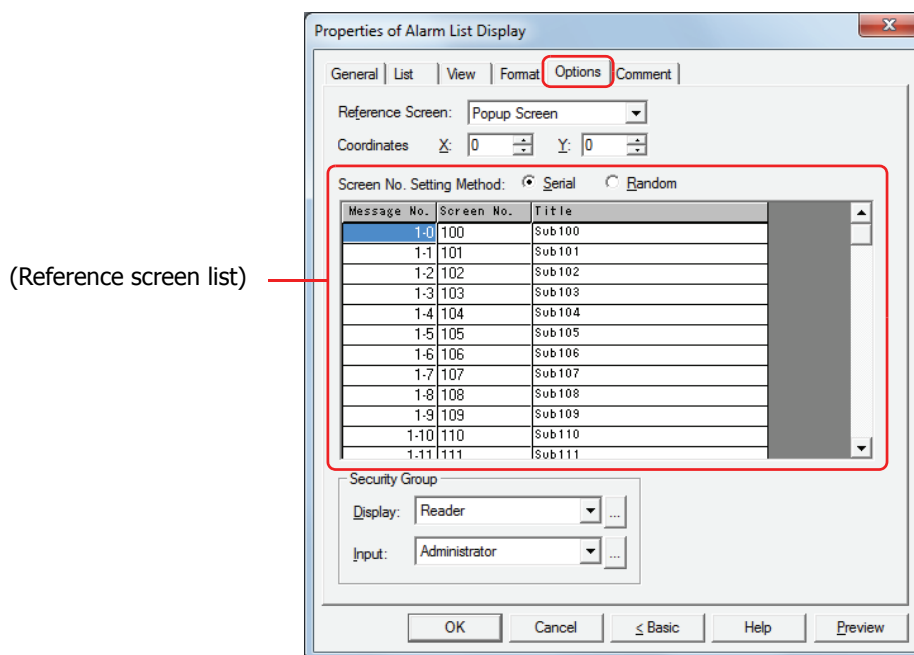 Properties of Alarm List Display
General List View Format Options Comment
Reference Screen: Popup Screen
Coordinates X: 0 Y: 0
Screen No. Setting Method: Serial Random
Message No. Screen No. Title
1-0 100 Sub100
1-1 101 Sub101
1-2 102 Sub102
(Reference screen list) 1-3 103 Sub103
1-4 104 Sub104
1-5 105 Sub105
1-6 106 Sub106
1-7 107 Sub107
1-8 108 Sub108
1-9 109 Sub109
1-10 110 Sub110
1-11 111 Sub111
Security Group
Display: Reader ...
Input: Administrator ...
OK Cancel < Basic Help Preview